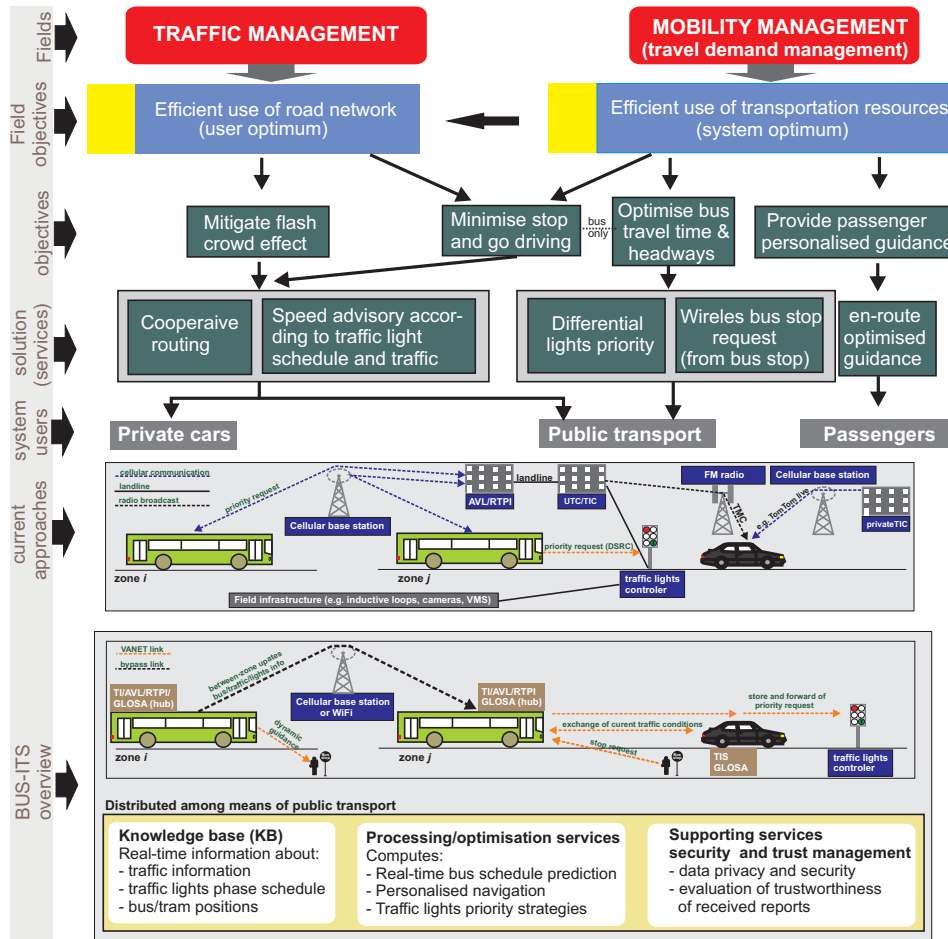 Fields
TRAFFIC MANAGEMENT
MOBILITY MANAGEMENT
(travel demand management)
Field
objectives
Efficient use of road network
(user optimum)
Efficient use of transportation resources
(system optimum)
objectives
Mitigate flash
crowd effect
Minimise stop
and go driving
bus
only
Optimise bus
travel time &
headways
Provide passenger
personalised guidance
solution
(services)
Cooperaive
routing
Speed advisory accor-
ding to traffic light
schedule and traffic
Differential
lights priority
Wireles bus stop
request
(from bus stop)
en-route
optimised
guidance
system
users
Private cars
Public transport
Passengers
current
approaches
cellular communication
landline
radio broadcast
priority request
Cellular base station
AVL/RTPI
landline
UTC/TIC
FM radio
TMC
Cellular base station
e.g. TomTom live
privateTIC
priority request (DSRC)
traffic lights
controler
zone i
zone j
Field infrastructure (e.g. inductive loops, cameras, VMS)
BUS-ITS
overview
VANET link
bypass link
between-zone upates
bus/traffic/lights info
TI/AVL/RTPI/
GLOSA (hub)
Cellular base station
or WiFi
TI/AVL/RTPI
GLOSA (hub)
store and forward of
priority request
exchange of curent traffic conditions
dynamic
guidance
stop request
zone i
zone j
TIS
GLOSA
traffic lights
controler
Distributed among means of public transport
Knowledge base (KB)
Real-time information about:
- traffic information
- traffic lights phase schedule
- bus/tram positions
Processing/optimisation services
Computes:
- Real-time bus schedule prediction
- Personalised navigation
- Traffic lights priority strategies
Supporting services
security and trust management
- data privacy and security
- evaluation of trustworthiness
of received reports